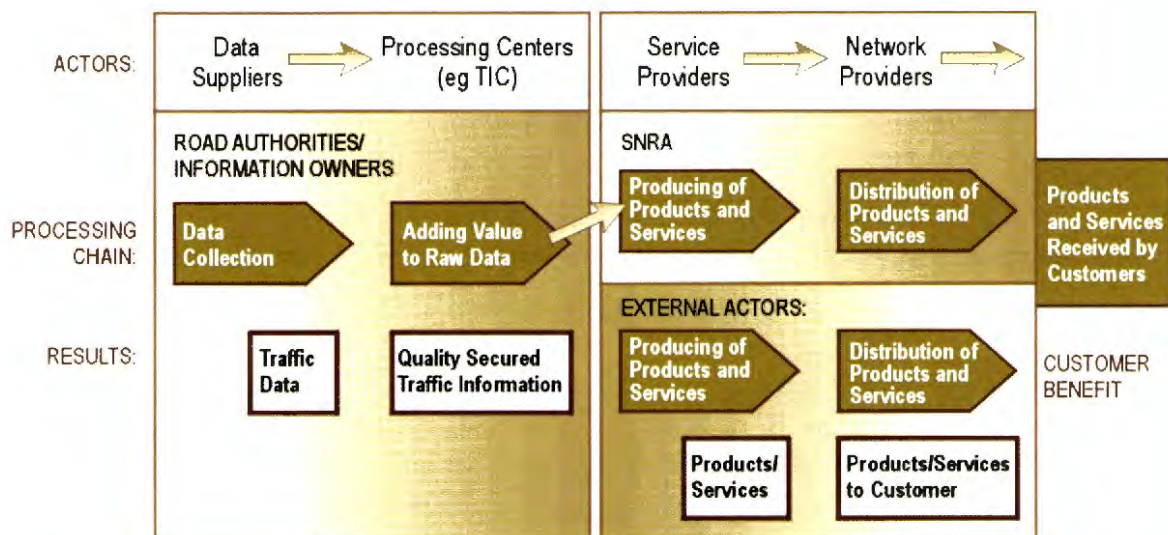 ACTORS:
Data
Suppliers
Processing Centers
(eg TIC)
Service
Providers
Network
Providers
ROAD AUTHORITIES/
INFORMATION OWNERS
SNRA
PROCESSING
CHAIN:
Data
Collection
Adding Value
to Raw Data
Producing of
Products and
Services
Distribution of
Products and
Services
Products
and Services
Received by
Customers
EXTERNAL ACTORS:
RESULTS:
Traffic
Data
Quality Secured
Traffic Information
Producing of
Products and
Services
Distribution of
Products and
Services
CUSTOMER
BENEFIT
Products/
Services
Products/Services
to Customer